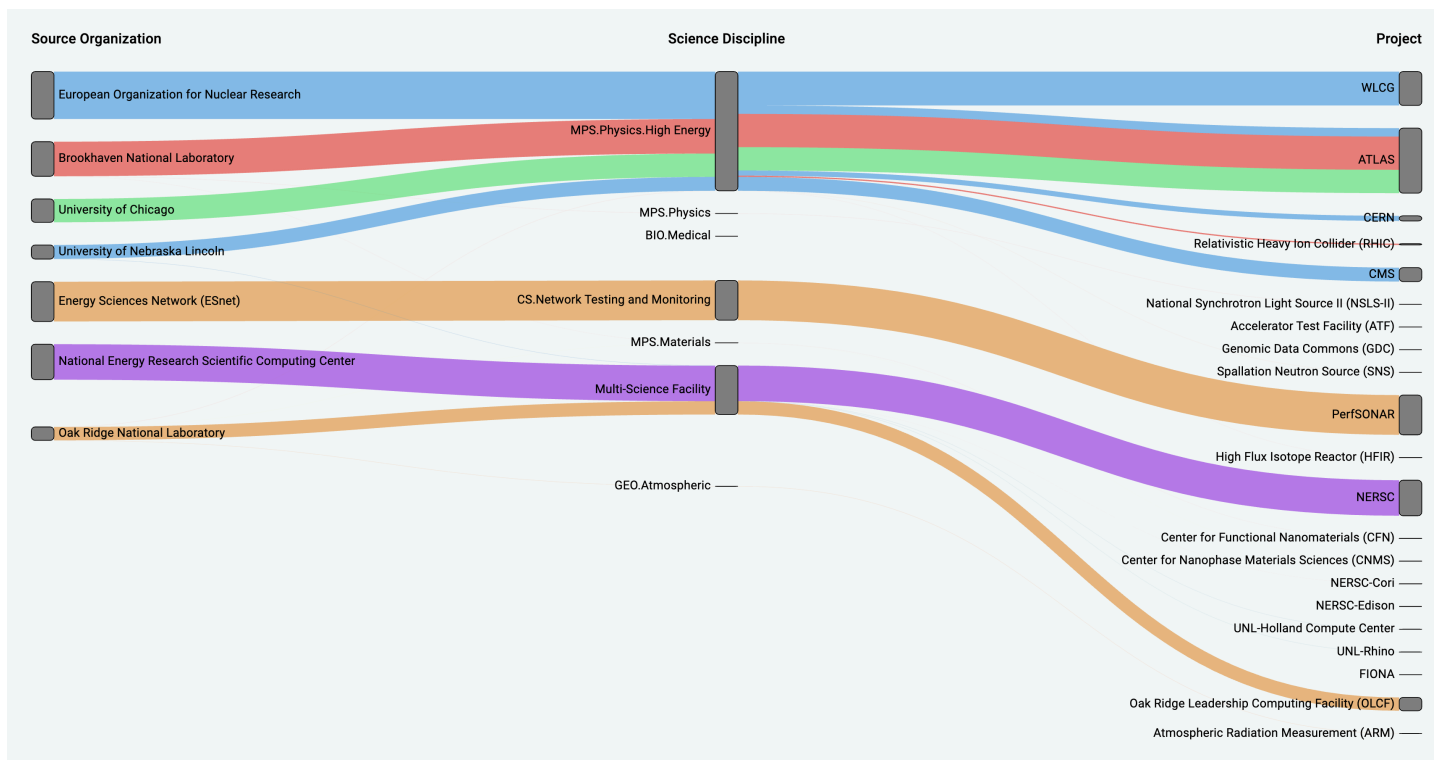 Source Organization
Science Discipline
Project
European Organization for Nuclear Research
Brookhaven National Laboratory
University of Chicago
University of Nebraska Lincoln
Energy Sciences Network (ESnet)
National Energy Research Scientific Computing Center
Oak Ridge National Laboratory
MPS.Physics.High Energy
MPS.Physics
BIO.Medical
CS.Network Testing and Monitoring
MPS.Materials
Multi-Science Facility
GEO.Atmospheric
WLCG
ATLAS
CERN
Relativistic Heavy Ion Collider (RHIC)
CMS
National Synchrotron Light Source II (NSLS-II)
Accelerator Test Facility (ATF)
Genomic Data Commons (GDC)
Spallation Neutron Source (SNS)
PerfSONAR
High Flux Isotope Reactor (HFIR)
NERSC
Center for Functional Nanomaterials (CFN)
Center for Nanophase Materials Sciences (CNMS)
NERSC-Cori
NERSC-Edison
UNL-Holland Compute Center
UNL-Rhino
FIONA
Oak Ridge Leadership Computing Facility (OLCF)
Atmospheric Radiation Measurement (ARM)